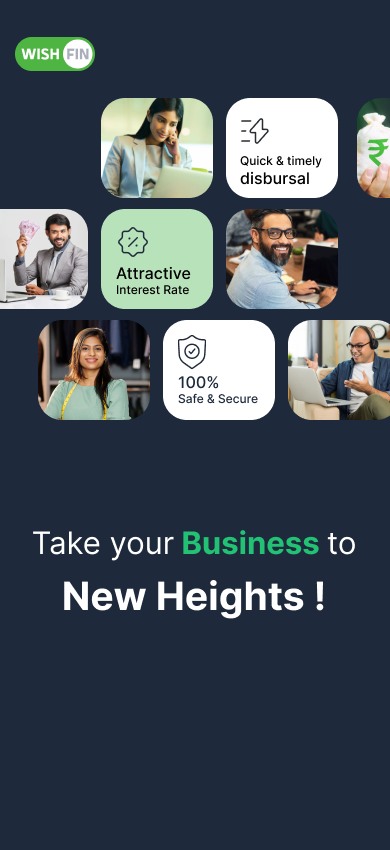 WISH FIN
Quick & timely
disbursal
₹
Attractive
Interest Rate
100%
Safe & Secure
Take your Business to
New Heights !